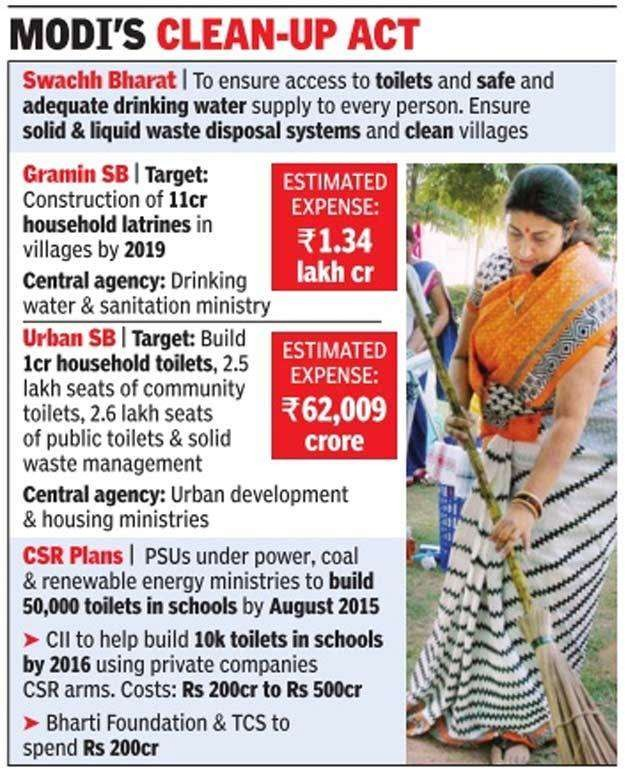 MODI'S CLEAN-UP ACT
Swachh Bharat | To ensure access to toilets and safe and
adequate drinking water supply to every person. Ensure
solid & liquid waste disposal systems and clean villages
Gramin SB | Target:
Construction of 11cr
household latrines in
villages by 2019
Central agency: Drinking
water & sanitation ministry
ESTIMATED
EXPENSE:
₹1.34
lakh cr
Urban SB | Target: Build
1cr household toilets, 2.5
lakh seats of community
toilets, 2.6 lakh seats
of public toilets & solid
waste management
Central agency: Urban development
& housing ministries
ESTIMATED
EXPENSE:
₹62,009
crore
CSR Plans | PSUs under power, coal
& renewable energy ministries to build
50,000 toilets in schools by August 2015
➤ CII to help build 10k toilets in schools
by 2016 using private companies
CSR arms. Costs: Rs 200cr to Rs 500cr
➤ Bharti Foundation & TCS to
spend Rs 200cr